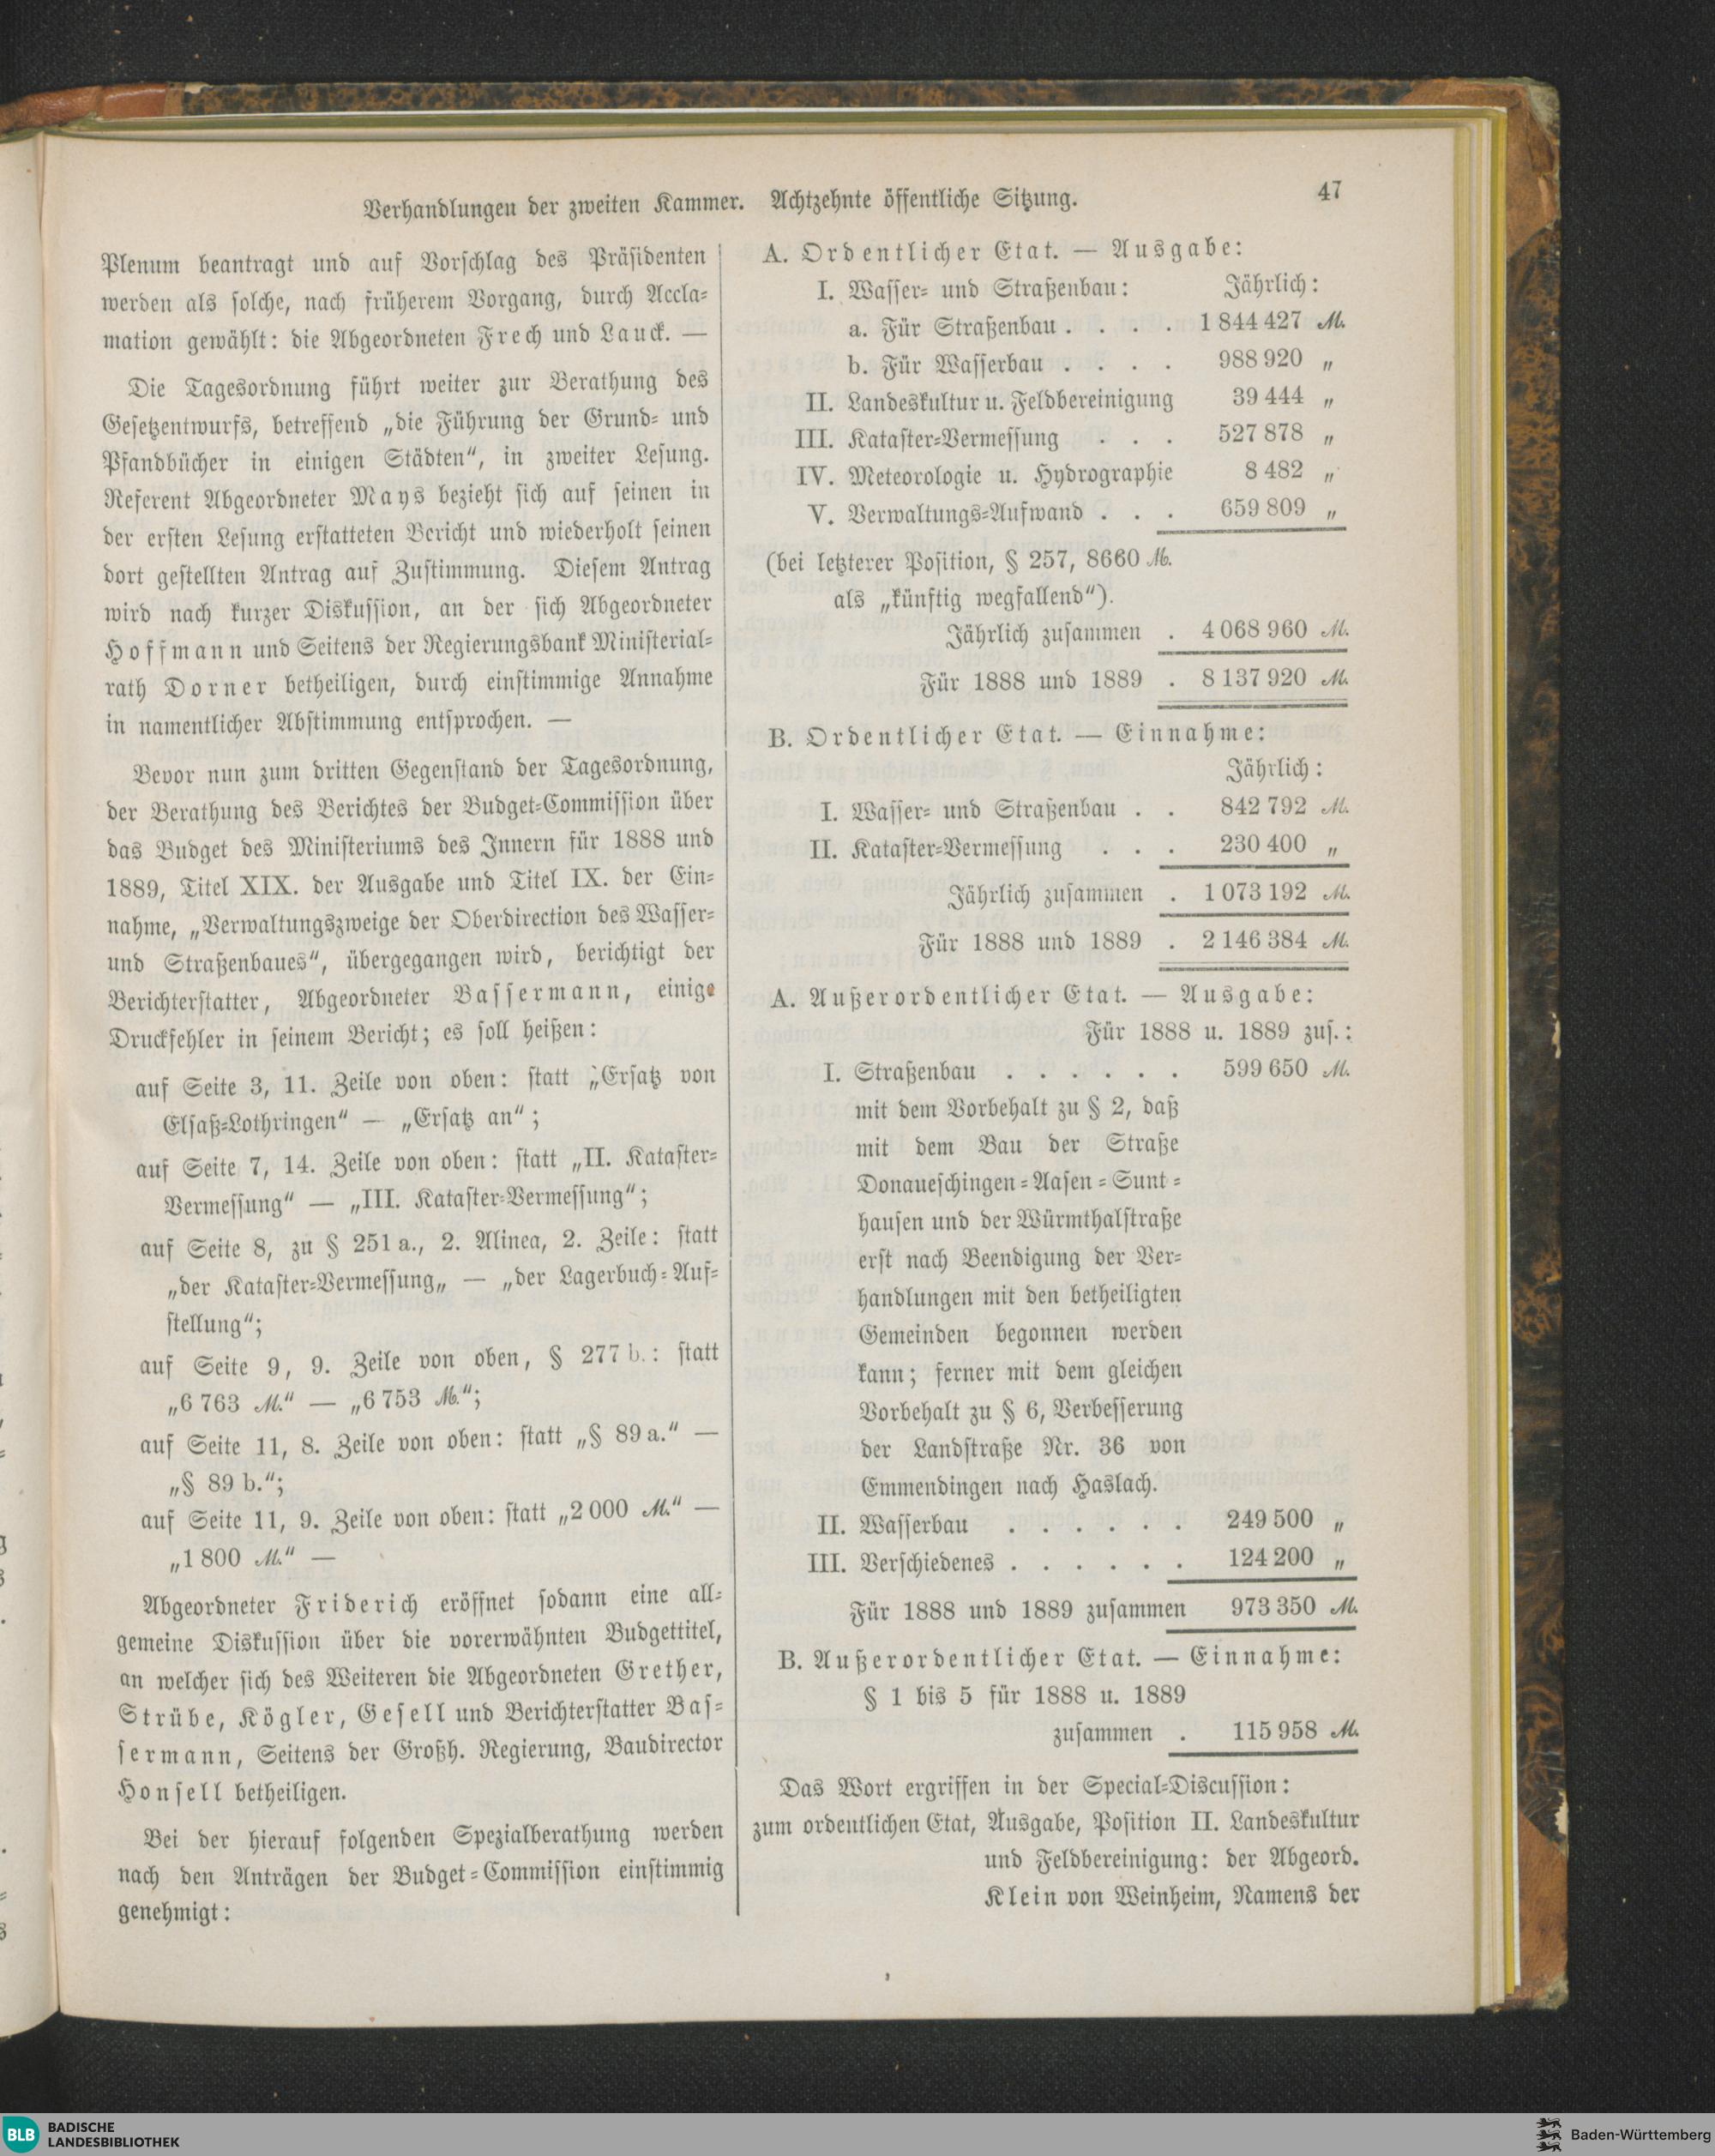 Verhandlungen der zweiten Kammer. Achtzehnte öffentliche Sitzung.
47
Plenum beantragt und auf Vorschlag des Präsidenten
werden als solche, nach früherem Vorgang, durch Accla-
mation gewählt: die Abgeordneten Frech und Lauck. —
Die Tagesordnung führt weiter zur Berathung des
Gesetzentwurfs, betreffend „die Führung der Grund- und
Pfandbücher in einigen Städten“, in zweiter Lesung.
Referent Abgeordneter Mays bezieht sich auf seinen in
der ersten Lesung erstatteten Bericht und wiederholt seinen
dort gestellten Antrag auf Zustimmung. Diesem Antrag
wird nach kurzer Diskussion, an der sich Abgeordneter
Hoffmann und Seitens der Regierungsbank Ministerial-
rath Dorner betheiligen, durch einstimmige Annahme
in namentlicher Abstimmung entsprochen. —
Bevor nun zum dritten Gegenstand der Tagesordnung,
der Berathung des Berichtes der Budget-Commission über
das Budget des Ministeriums des Innern für 1888 und
1889, Titel XIX. der Ausgabe und Titel IX. der Ein-
nahme, „Verwaltungszweige der Oberdirection des Wasser-
und Straßenbaues“, übergegangen wird, berichtigt der
Berichterstatter, Abgeordneter Bassermann, einige
Druckfehler in seinem Bericht; es soll heißen:
auf Seite 3, 11. Zeile von oben: statt „Ersatz von
Elsaß-Lothringen“ — „Ersatz an“;
auf Seite 7, 14. Zeile von oben: statt „II. Kataster-
Vermessung“ — „III. Kataster-Vermessung“;
auf Seite 8, zu § 251 a., 2. Alinea, 2. Zeile: statt
„der Kataster-Vermessung„ — „der Lagerbuch-Auf-
stellung“;
auf Seite 9, 9. Zeile von oben, § 277 b.: statt
„6 763 M.“ — „6 753 M.“;
auf Seite 11, 8. Zeile von oben: statt „§ 89 a.“ —
„§ 89 b.“;
auf Seite 11, 9. Zeile von oben: statt „2 000 M.“ —
„1 800 M.“ —
Abgeordneter Friderich eröffnet sodann eine all-
gemeine Diskussion über die vorerwähnten Budgettitel,
an welcher sich des Weiteren die Abgeordneten Grether,
Strübe, Kögler, Gesell und Berichterstatter Bas-
sermann, Seitens der Großh. Regierung, Baudirector
Honsell betheiligen.
Bei der hierauf folgenden Spezialberathung werden
nach den Anträgen der Budget-Commission einstimmig
genehmigt:
A. Ordentlicher Etat. — Ausgabe:
I. Wasser- und Straßenbau: Jährlich:
a. Für Straßenbau . . . . 1 844 427 M.
b. Für Wasserbau . . . . 988 920 „
II. Landeskultur u. Feldbereinigung 39 444 „
III. Kataster-Vermessung . . . 527 878 „
IV. Meteorologie u. Hydrographie 8 482 „
V. Verwaltungs-Aufwand . . . 659 809 „
(bei letzterer Position, § 257, 8660 M.
als „künftig wegfallend“).
Jährlich zusammen . 4 068 960 M.
Für 1888 und 1889 . 8 137 920 M.
B. Ordentlicher Etat. — Einnahme:
Jährlich:
I. Wasser- und Straßenbau . . 842 792 M.
II. Kataster-Vermessung . . . 230 400 „
Jährlich zusammen . 1 073 192 M.
Für 1888 und 1889 . 2 146 384 M.
A. Außerordentlicher Etat. — Ausgabe:
Für 1888 u. 1889 zus.:
I. Straßenbau . . . . . . 599 650 M.
mit dem Vorbehalt zu § 2, daß
mit dem Bau der Straße
Donaueschingen-Aasen-Sunt-
hausen und der Würmthalstraße
erst nach Beendigung der Ver-
handlungen mit den betheiligten
Gemeinden begonnen werden
kann; ferner mit dem gleichen
Vorbehalt zu § 6, Verbesserung
der Landstraße Nr. 36 von
Emmendingen nach Haslach.
II. Wasserbau . . . . . . 249 500 „
III. Verschiedenes . . . . . . 124 200 „
Für 1888 und 1889 zusammen 973 350 M.
B. Außerordentlicher Etat. — Einnahme:
§ 1 bis 5 für 1888 u. 1889
zusammen . 115 958 M.
Das Wort ergriffen in der Special-Discussion:
zum ordentlichen Etat, Ausgabe, Position II. Landeskultur
und Feldbereinigung: der Abgeord.
Klein von Weinheim, Namens der
BLB BADISCHE
LANDESBIBLIOTHEK
Baden-Württemberg